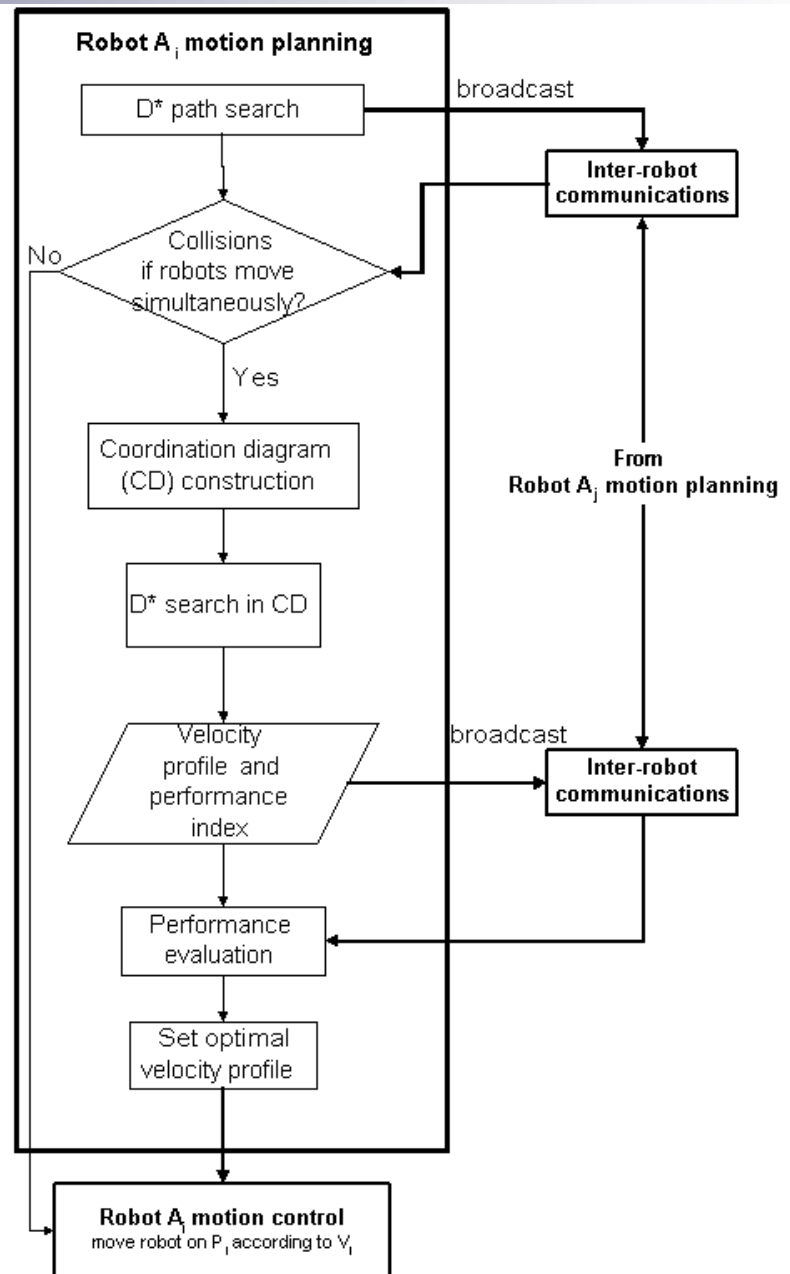 Robot A i motion planning
D* path search
broadcast
Inter-robot
communications
Collisions
if robots move
simultaneously?
No
Yes
Coordination diagram
(CD) construction
From
Robot A j motion planning
D* search in CD
Velocity
profile and
performance
index
broadcast
Inter-robot
communications
Performance
evaluation
Set optimal
velocity profile
Robot A i motion control
move robot on P i according to V i